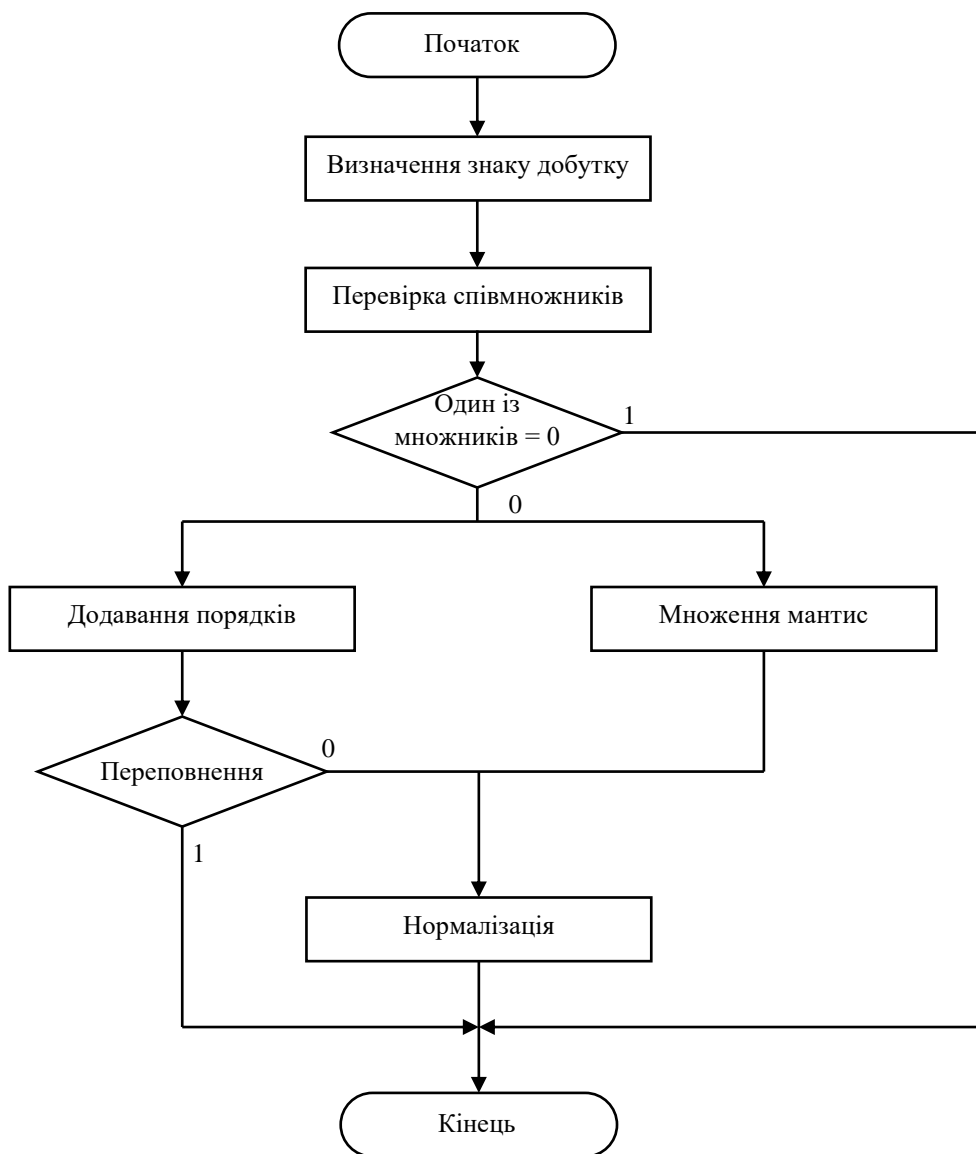 Початок
Визначення знаку добутку
Перевірка співмножників
Один із
множників = 0
1
0
Додавання порядків
Множення мантис
Переповнення
0
1
Нормалізація
Кінець